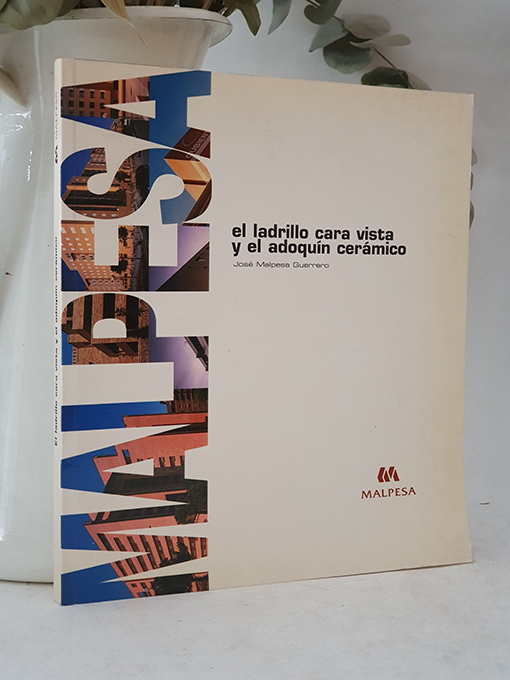 MALPESA
el ladrillo cara vista
y el adoquín cerámico
José Malpesa Guerrero
MALPESA
El ladrillo cara vista y el adoquín cerámico